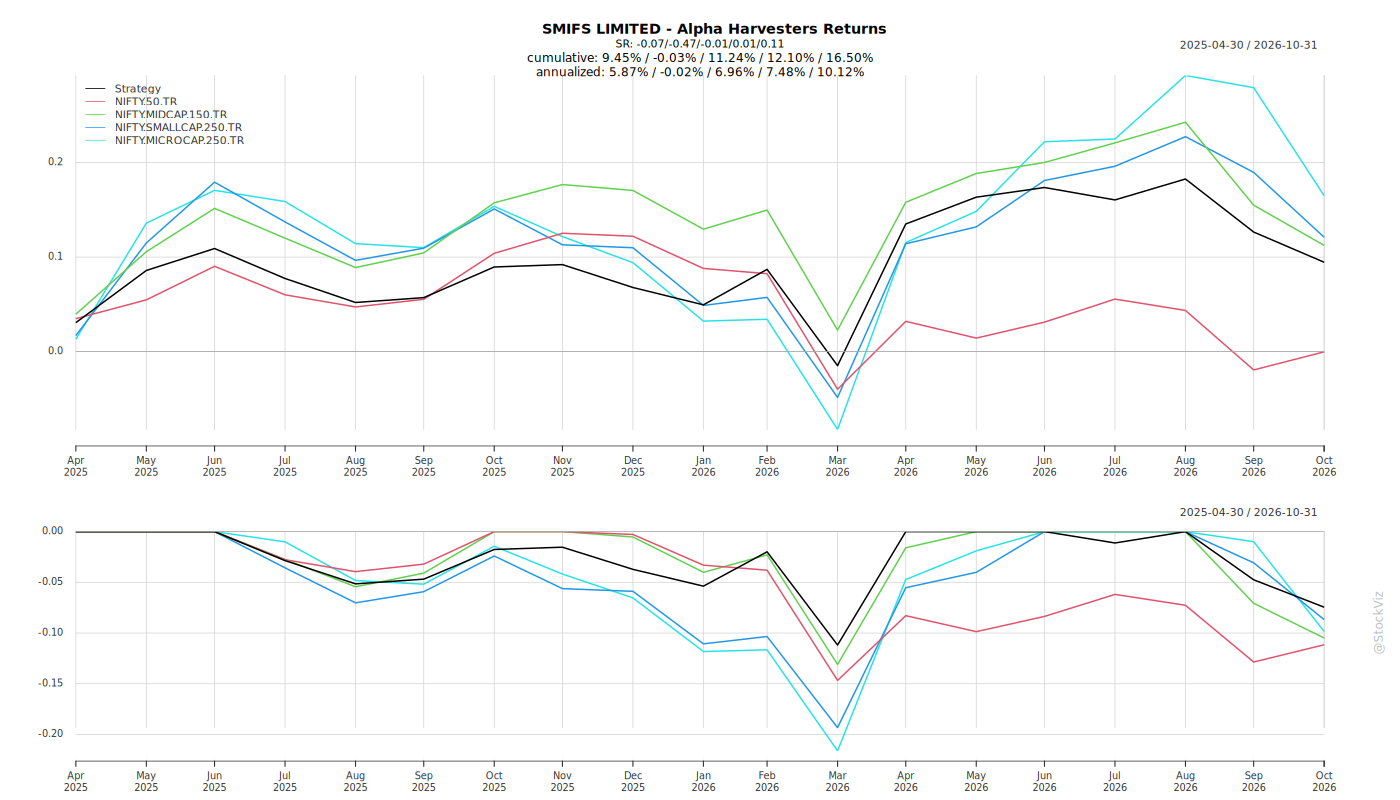 SMIFS LIMITED - Alpha Harvesters Returns
SR: -0.07/-0.47/-0.01/0.01/0.11
cumulative: 9.45% / -0.03% / 11.24% / 12.10% / 16.50%
annualized: 5.87% / -0.02% / 6.96% / 7.48% / 10.12%
2025-04-30 / 2026-10-31
Strategy
NIFTY.50.TR
NIFTY.MIDCAP.150.TR
NIFTY.SMALLCAP.250.TR
NIFTY.MICROCAP.250.TR
0.2
0.1
0.0
Apr May Jun Jul Aug Sep Oct Nov Dec Jan Feb Mar Apr May Jun Jul Aug Sep Oct
2025 2025 2025 2025 2025 2025 2025 2025 2025 2026 2026 2026 2026 2026 2026 2026 2026 2026 2026
2025-04-30 / 2026-10-31
0.00
-0.05
-0.10
-0.15
-0.20
Apr May Jun Jul Aug Sep Oct Nov Dec Jan Feb Mar Apr May Jun Jul Aug Sep Oct
2025 2025 2025 2025 2025 2025 2025 2025 2025 2026 2026 2026 2026 2026 2026 2026 2026 2026 2026
@StockViz